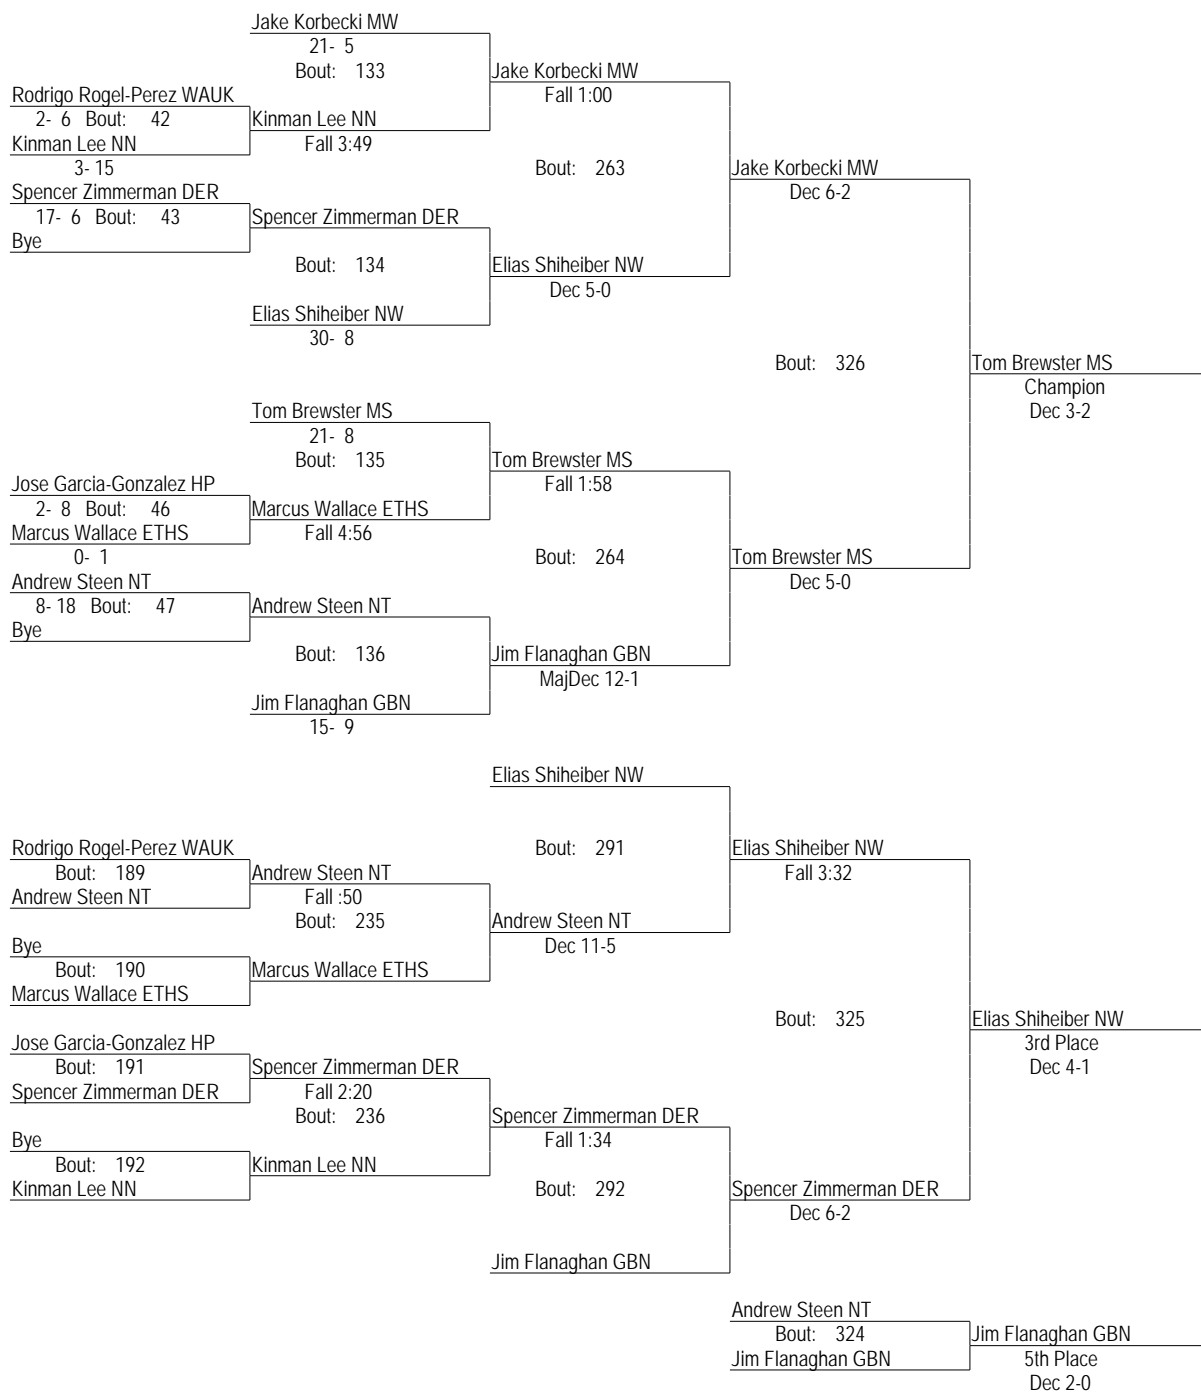 Jake Korbecki MW
21- 5
Bout: 133
Jake Korbecki MW
Fall 1:00
Rodrigo Rogel-Perez WAUK
2- 6 Bout: 42
Kinman Lee NN
Fall 3:49
Kinman Lee NN
3- 15
Bout: 263
Jake Korbecki MW
Dec 6-2
Spencer Zimmerman DER
17- 6 Bout: 43
Spencer Zimmerman DER
Bye
Bout: 134
Elias Shiheiber NW
Dec 5-0
Elias Shiheiber NW
30- 8
Bout: 326
Tom Brewster MS
Champion
Dec 3-2
Tom Brewster MS
21- 8
Bout: 135
Tom Brewster MS
Fall 1:58
Jose Garcia-Gonzalez HP
2- 8 Bout: 46
Marcus Wallace ETHS
Fall 4:56
Marcus Wallace ETHS
0- 1
Bout: 264
Tom Brewster MS
Dec 5-0
Andrew Steen NT
8- 18 Bout: 47
Andrew Steen NT
Bye
Bout: 136
Jim Flanaghan GBN
MajDec 12-1
Jim Flanaghan GBN
15- 9
Elias Shiheiber NW
Bout: 291
Elias Shiheiber NW
Fall 3:32
Rodrigo Rogel-Perez WAUK
Bout: 189
Andrew Steen NT
Fall :50
Andrew Steen NT
Bout: 235
Andrew Steen NT
Dec 11-5
Bye
Bout: 190
Marcus Wallace ETHS
Marcus Wallace ETHS
Bout: 325
Elias Shiheiber NW
3rd Place
Dec 4-1
Jose Garcia-Gonzalez HP
Bout: 191
Spencer Zimmerman DER
Fall 2:20
Spencer Zimmerman DER
Bout: 236
Spencer Zimmerman DER
Fall 1:34
Bye
Bout: 192
Kinman Lee NN
Kinman Lee NN
Bout: 292
Spencer Zimmerman DER
Dec 6-2
Jim Flanaghan GBN
Andrew Steen NT
Bout: 324
Jim Flanaghan GBN
Jim Flanaghan GBN
5th Place
Dec 2-0